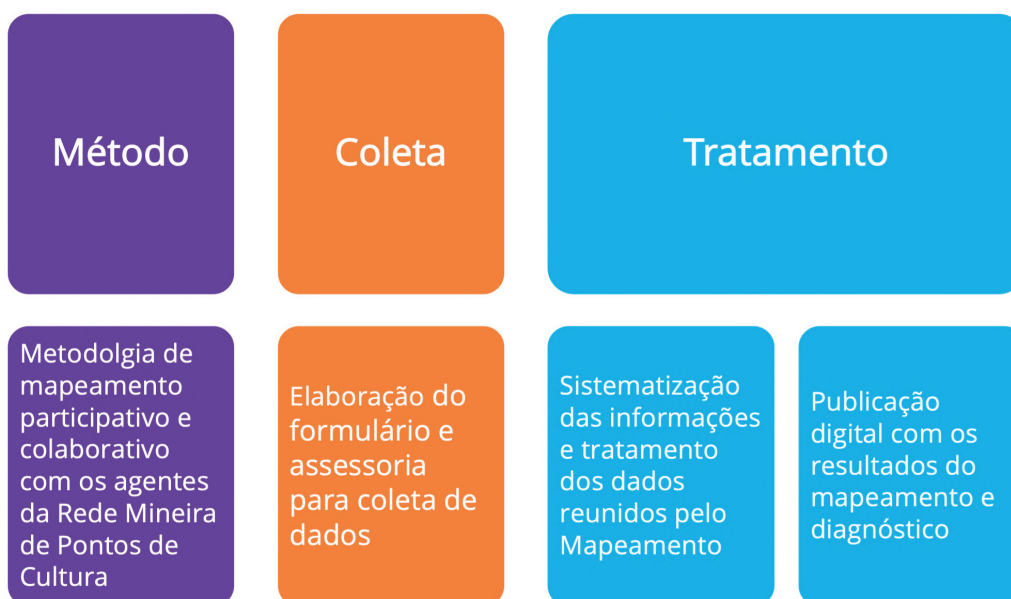 Método
Coleta
Tratamento
Metodolgia de
mapeamento
participativo e
colaborativo
com os agentes
da Rede Mineira
de Pontos de
Cultura
Elaboração do
formulário e
assessoria
para coleta de
dados
Sistematização
das informações
e tratamento
dos dados
reunidos pelo
Mapeamento
Publicação
digital com os
resultados do
mapeamento e
diagnóstico